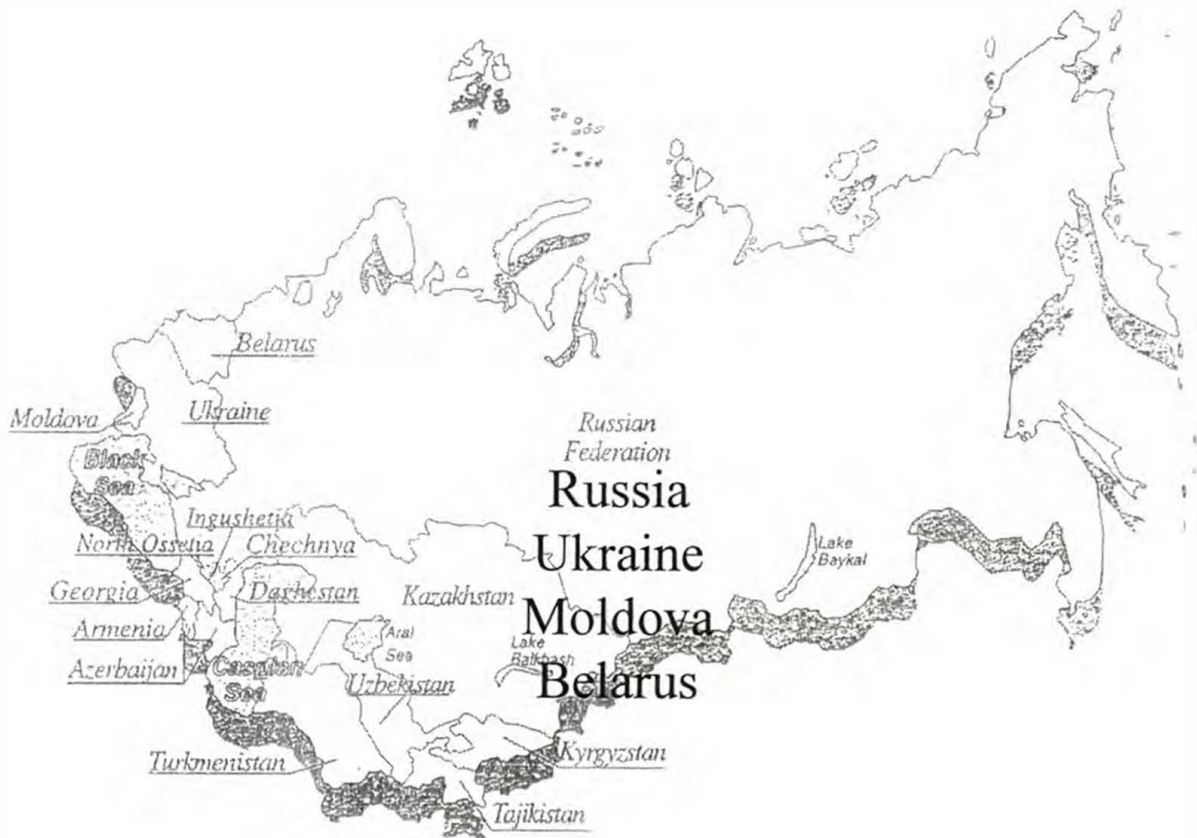 Belarus
Moldova
Ukraine
Russian
Federation
Black
Sea
Russia
Ukraine
Moldova
Belarus
Ingushetia
North Ossetia
Chechnya
Lake
Baykal
Georgia
Daghestan
Kazakhstan
Armenia
Aral
Sea
Azerbaijan
Caspian
Sea
Lake
Balkhash
Uzbekistan
Turkmenistan
Kyrgyzstan
Tajikistan